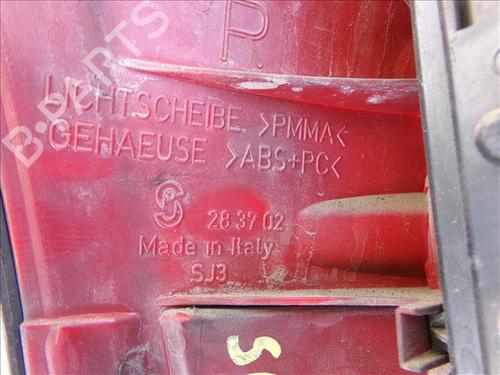 R
LICHTSCHEIBE >PMMA<
GEHAEUSE >ABS+PC<
28.37 02
Made in Italy
SJ3
S
B-PARTS